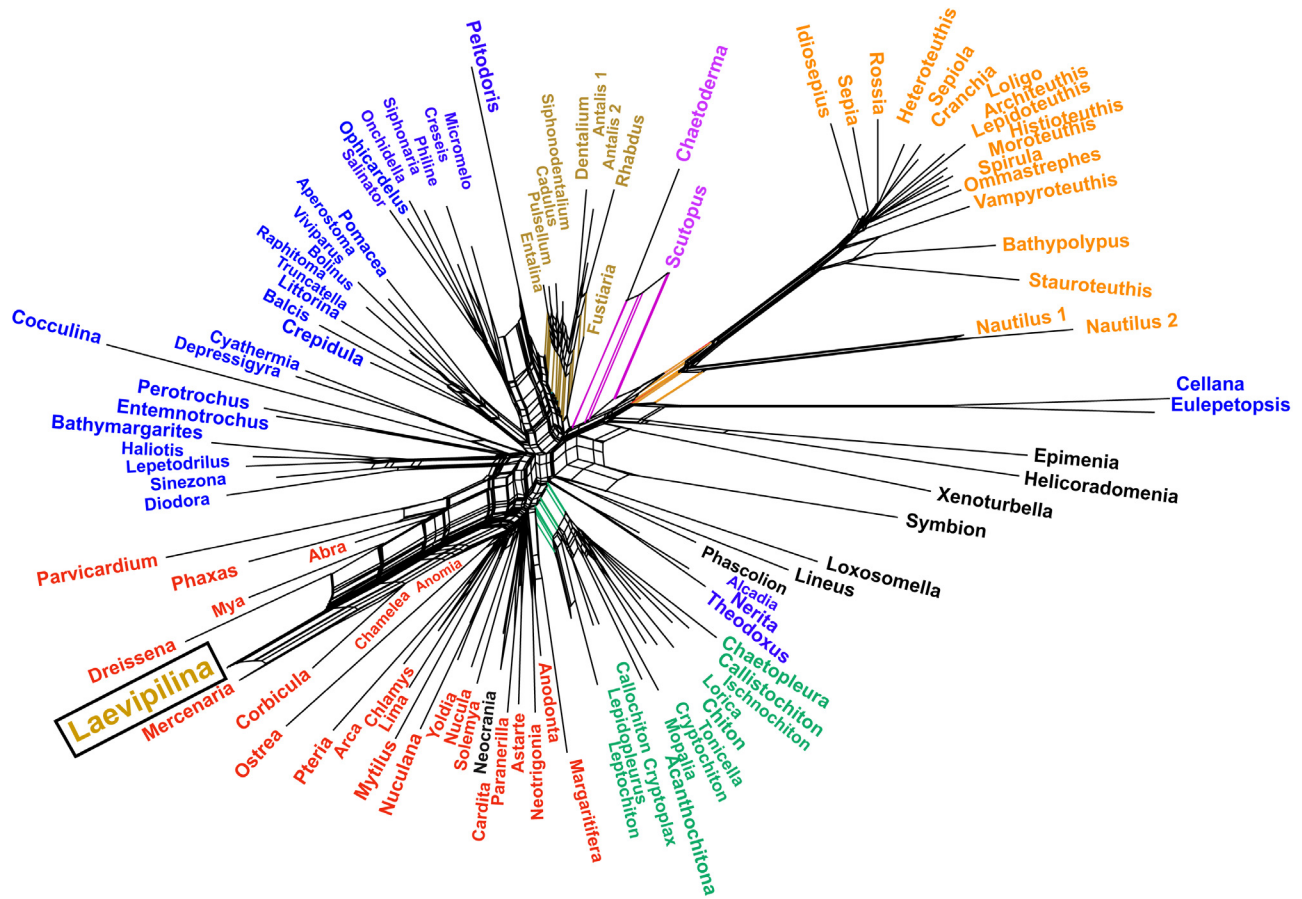 Peltodoris
Micromelo
Creseis
Philine
Siphonaria
Onchidella
Ophicardelus
Salinator
Pomacea
Aperostoma
Viviparus
Bolinus
Raphitoma
Truncatella
Littorina
Balcis
Crepidula
Cocculina
Cyathermia
Depressigyra
Perotrochus
Entemnotrochus
Bathymargarites
Haliotis
Lepetodrilus
Sinezona
Diodora
Siphonodentalium
Cadulus
Pulsellum
Entalina
Dentalium
Antalis 1
Antalis 2
Rhabdus
Fustiaria
Chaetoderma
Scutopus
Idiosepius
Sepia
Rossia
Heteroteuthis
Sepiola
Cranchia
Loligo
Architeuthis
Lepidoteuthis
Histioteuthis
Moroteuthis
Spirula
Ommastrephes
Vampyroteuthis
Bathypolypus
Stauroteuthis
Nautilus 1
Nautilus 2
Cellana
Eulepetopsis
Epimenia
Helicoradomenia
Xenoturbella
Symbion
Loxosomella
Lineus
Phascolion
Alcadia
Nerita
Theodoxus
Chaetopleura
Callistochiton
Ischnochiton
Lorica
Chiton
Tonicella
Cryptochiton
Mopalia
Acanthochitona
Cryptoplax
Callochiton
Lepidopleurus
Leptochiton
Margaritifera
Anodonta
Neotrigonia
Astarte
Paranerilla
Neocrania
Cardita
Solemya
Nucula
Yoldia
Nuculana
Mytilus
Lima
Chlamys
Arca
Pteria
Ostrea
Corbicula
Chamelea
Anomia
Mercenaria
Laevipilina
Dreissena
Mya
Abra
Phaxas
Parvicardium